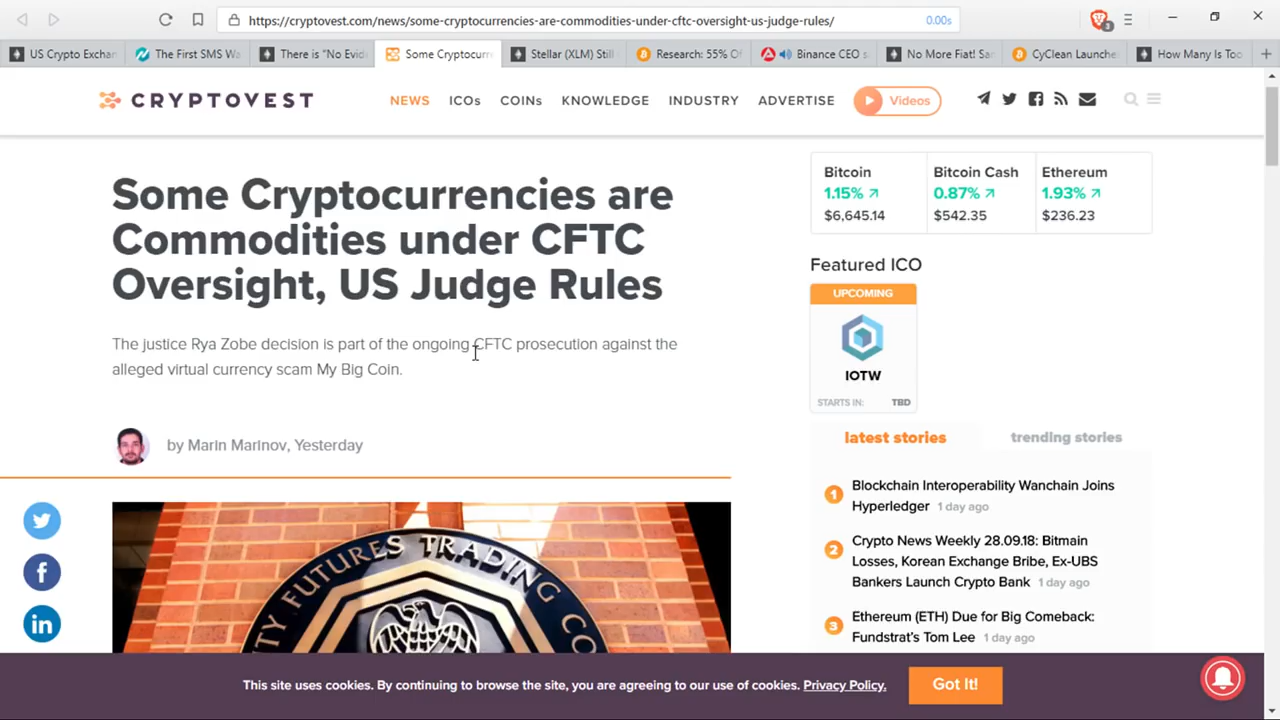 https://cryptovest.com/news/some-cryptocurrencies-are-commodities-under-cftc-oversight-us-judge-rules/
0.00s
3
US Crypto Exchan
The First SMS Wa
There is "No Evid
Some Cryptocurr
Stellar (XLM) Still
Research: 55% Of
Binance CEO s
No More Fiat! Sa
CyClean Launche
How Many Is Too
CRYPTOVEST
NEWS
ICOs
COINs
KNOWLEDGE
INDUSTRY
ADVERTISE
Videos
Some Cryptocurrencies are
Commodities under CFTC
Oversight, US Judge Rules
The justice Rya Zobe decision is part of the ongoing CFTC prosecution against the
alleged virtual currency scam My Big Coin.
by Marin Marinov, Yesterday
ITY FUTURES TRADING CO
Bitcoin
1.15%
$6,645.14
Bitcoin Cash
0.87%
$542.35
Ethereum
1.93%
$236.23
Featured ICO
UPCOMING
IOTW
STARTS IN: TBD
latest stories
trending stories
1
Blockchain Interoperability Wanchain Joins
Hyperledger 1 day ago
2
Crypto News Weekly 28.09.18: Bitmain
Losses, Korean Exchange Bribe, Ex-UBS
Bankers Launch Crypto Bank 1 day ago
3
Ethereum (ETH) Due for Big Comeback:
Fundstrat's Tom Lee 1 day ago
This site uses cookies. By continuing to browse the site, you are agreeing to our use of cookies. Privacy Policy.
Got It!